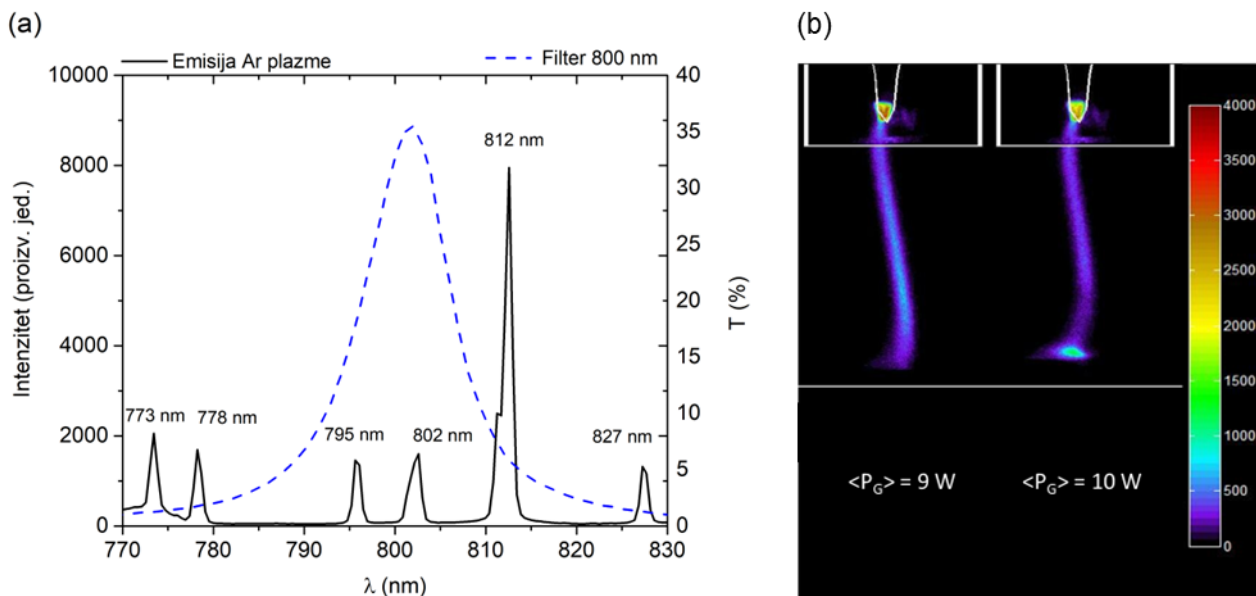 (a)
Emisija Ar plazme
Filter 800 nm
10000
8000
6000
4000
2000
0
Intenzitet (proizv. jed.)
773 nm
778 nm
795 nm
802 nm
812 nm
827 nm
40
35
30
25
20
15
10
5
0
T (%)
770 780 790 800 810 820 830
λ (nm)
(b)
4000
3500
3000
2500
2000
1500
1000
500
0
<P_G> = 9 W
<P_G> = 10 W